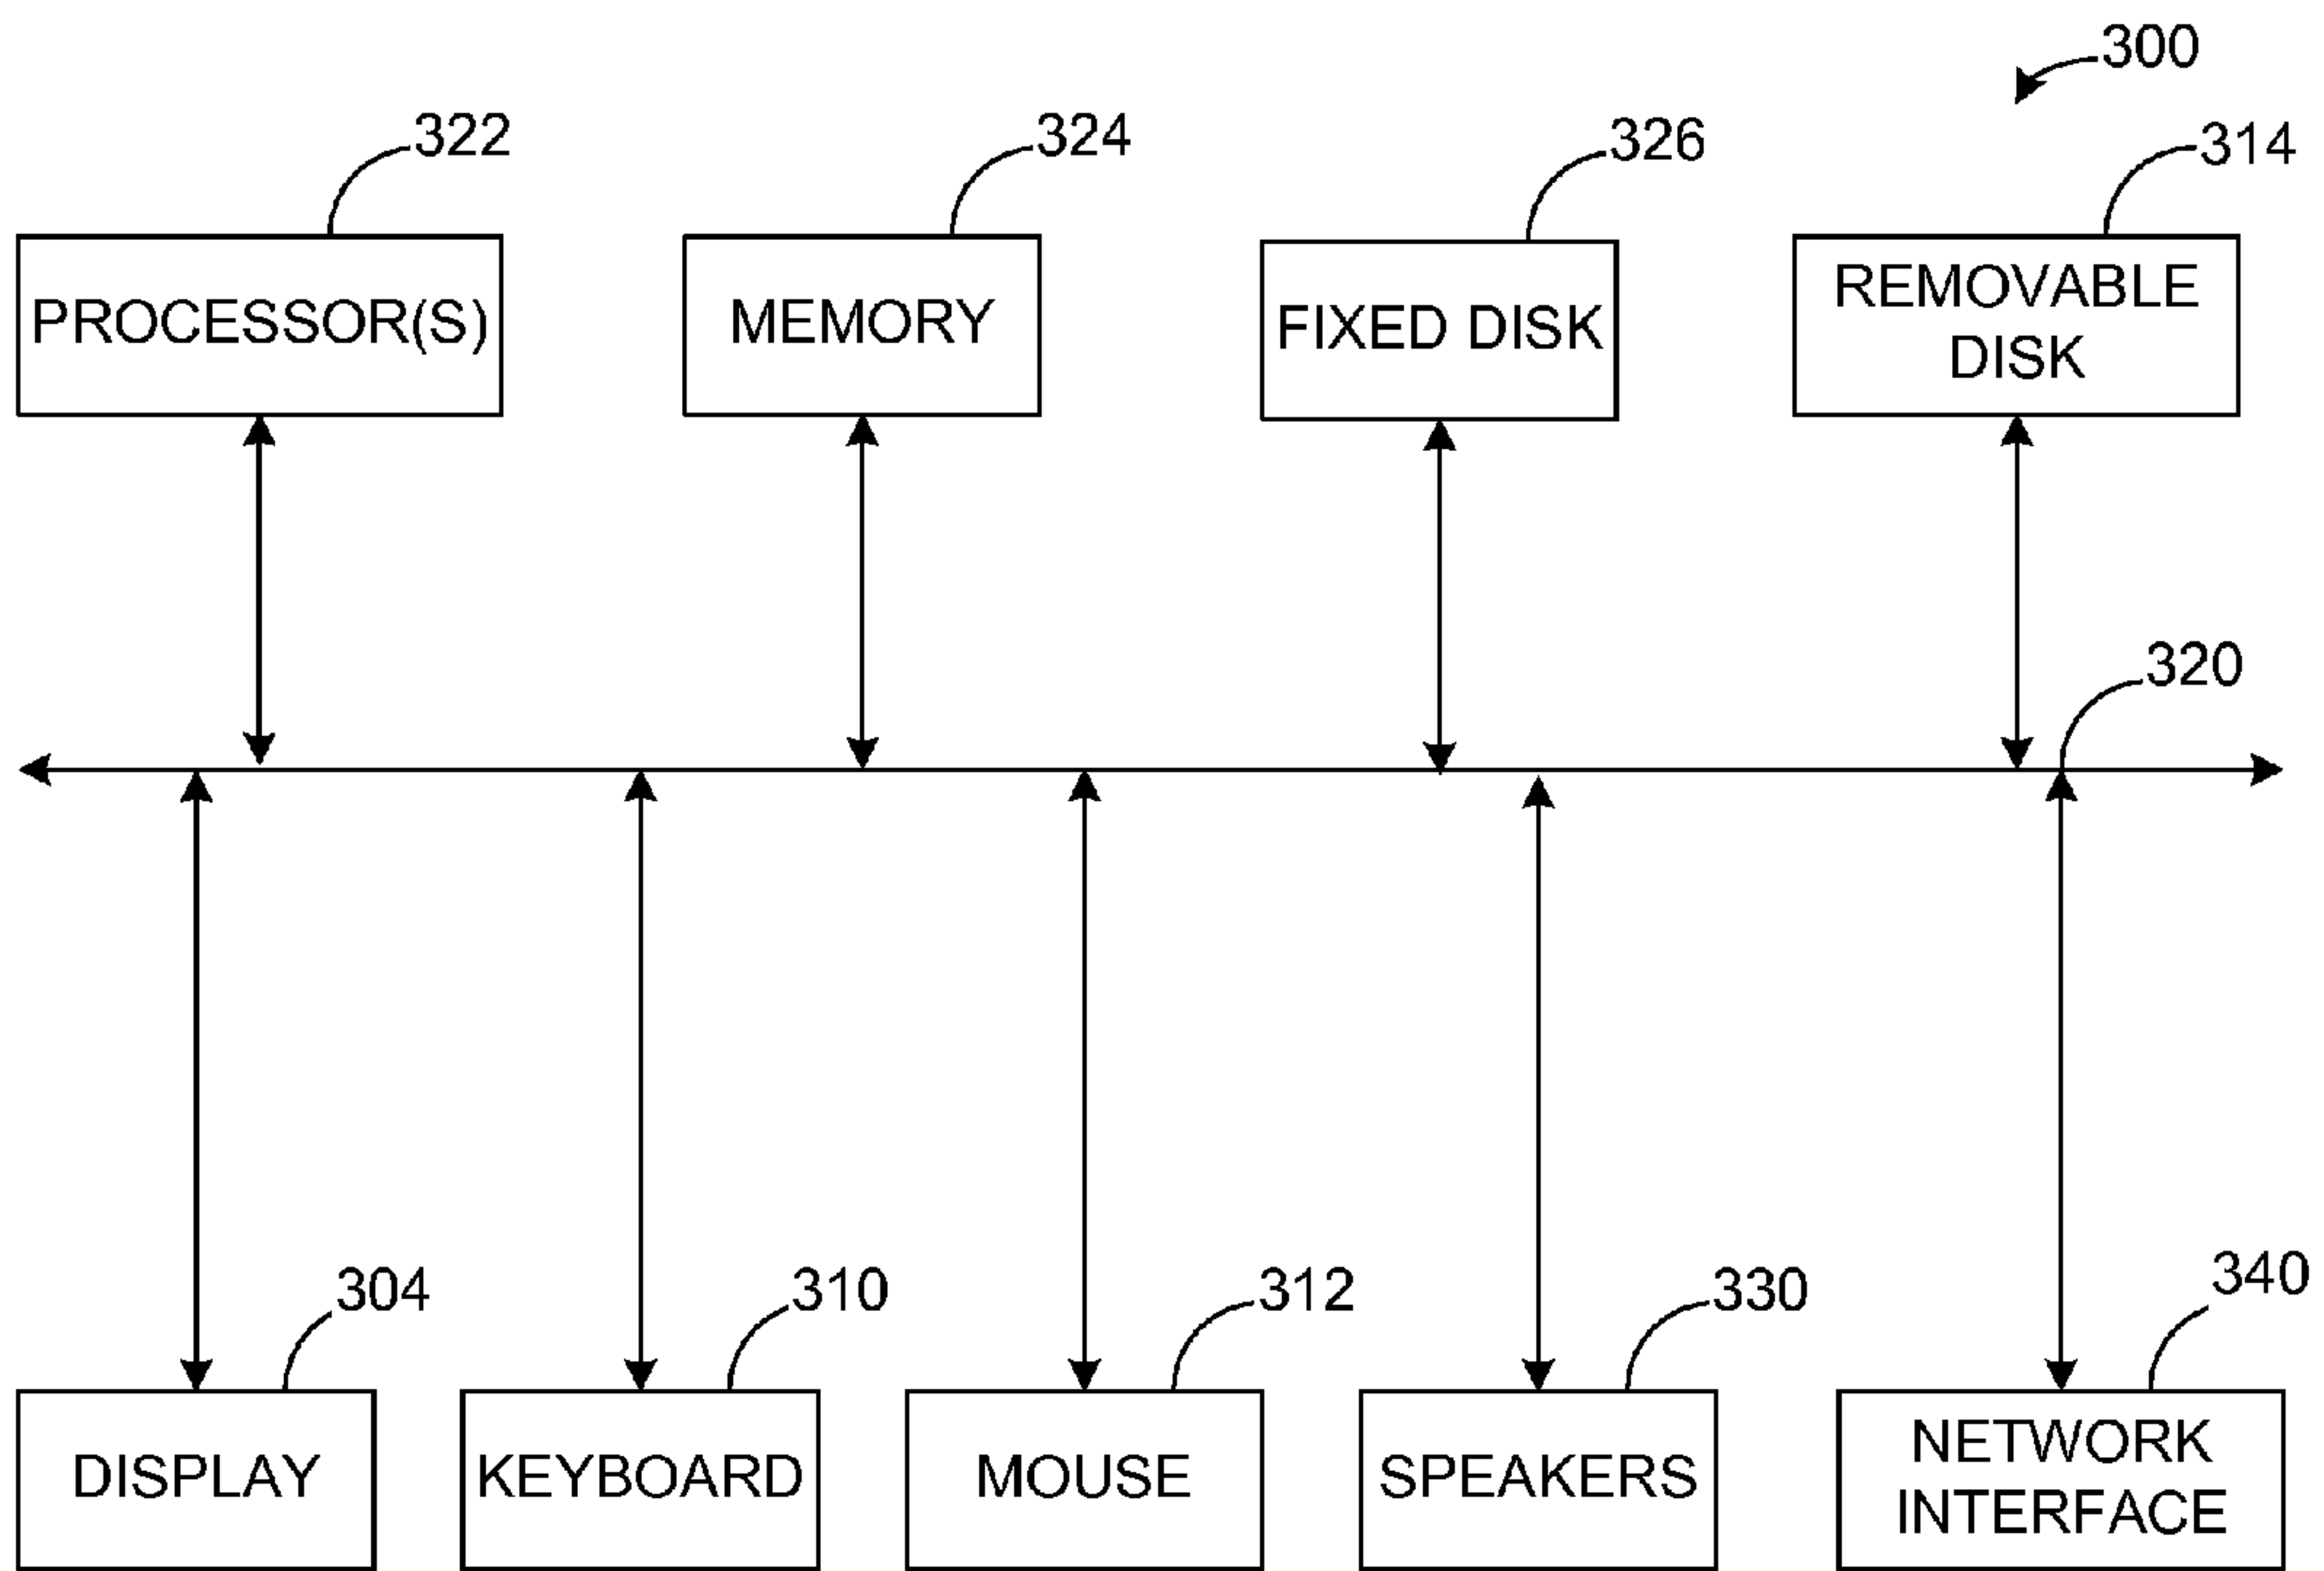 300
322
324
326
314
PROCESSOR(S)
MEMORY
FIXED DISK
REMOVABLE
DISK
320
304
310
312
330
340
DISPLAY
KEYBOARD
MOUSE
SPEAKERS
NETWORK
INTERFACE